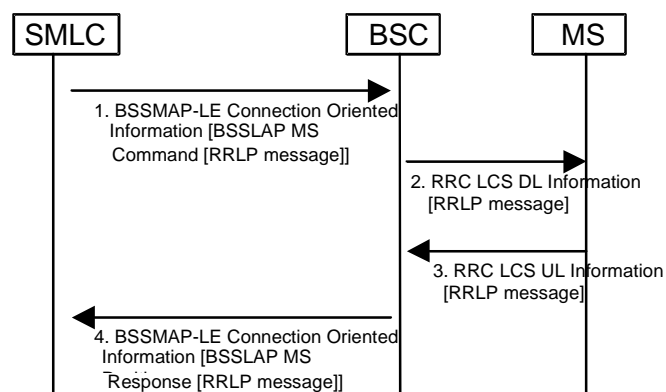 SMLC
BSC
MS
1. BSSMAP-LE Connection Oriented
Information [BSSLAP MS
Command [RRLP message]]
2. RRC LCS DL Information
[RRLP message]
3. RRC LCS UL Information
[RRLP message]
4. BSSMAP-LE Connection Oriented
Information [BSSLAP MS
Response [RRLP message]]